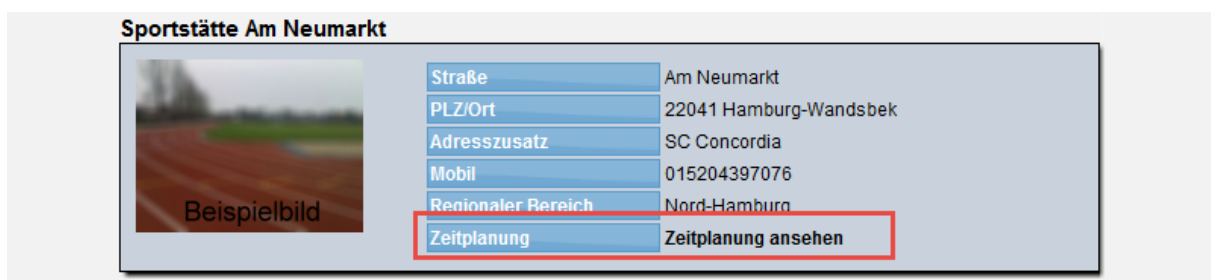 Sportstätte Am Neumarkt
Beispielbild
Straße Am Neumarkt
PLZ/Ort 22041 Hamburg-Wandsbek
Adresszusatz SC Concordia
Mobil 015204397076
Regionaler Bereich Nord-Hamburg
Zeitplanung Zeitplanung ansehen